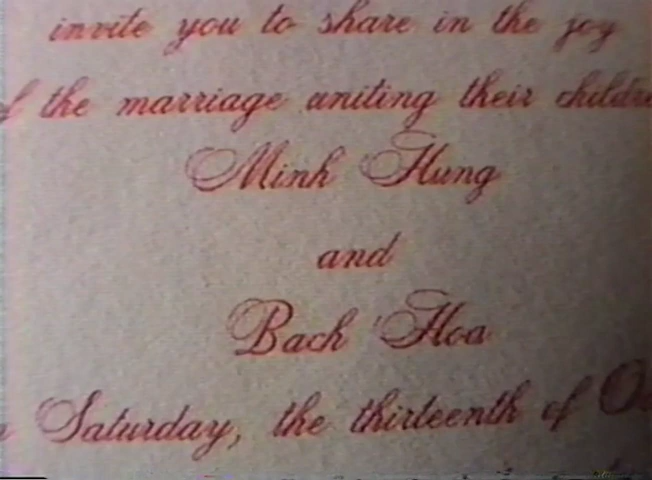 invite you to share in the joy
of the marriage uniting their
Minh Hung
and
Bach Hoa
Saturday, the thirteenth of